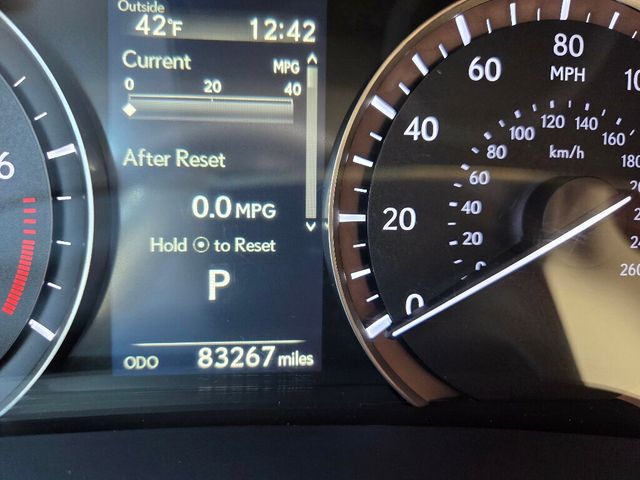 Outside
42°F 12:42
Current MPG
0 20 40
After Reset
0.0 MPG
Hold ⊙ to Reset
P
ODO 83267 miles
6
80
MPH
60
40
20
0
120 140
100 160
80 km/h 180
60
40
20
260